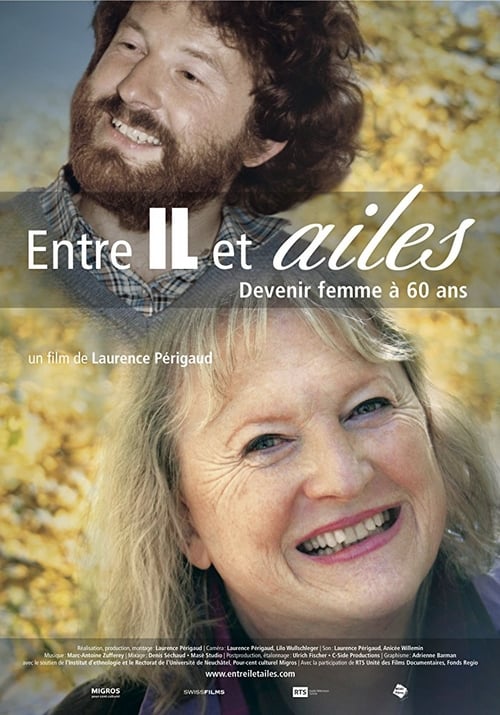 Entre IL et ailes
Devenir femme à 60 ans
un film de Laurence Périgaud
Réalisation, production, montage : Laurence Périgaud | Caméra : Laurence Périgaud, Lilo Wullschleger | Son : Laurence Périgaud, Anicée Willemin
Musique : Marc-Antoine Zufferey | Mixage : Denis Séchaud • Masé Studio | Postproduction, étalonnage : Ulrich Fischer • C-Side Productions | Graphisme : Adrienne Barman
avec le soutien de l'Institut d'ethnologie et le Rectorat de l'Université de Neuchâtel, Pour-cent culturel Migros | Avec la participation de RTS Unité des Films Documentaires, Fonds Regio
www.entreiletailes.com
MIGROS SWISSFILMS RTS
pour-cent culturel